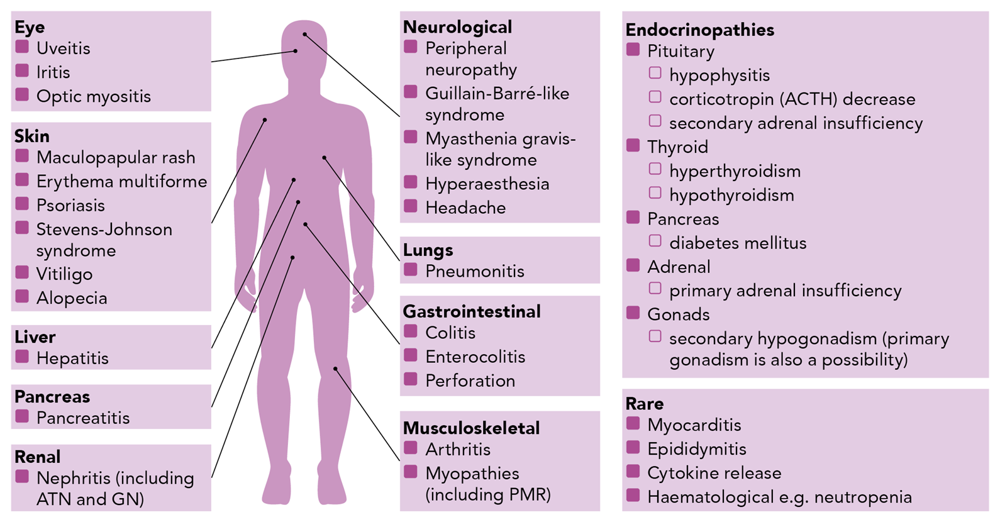 Eye
Uveitis
Iritis
Optic myositis
Skin
Maculopapular rash
Erythema multiforme
Psoriasis
Stevens-Johnson
syndrome
Vitiligo
Alopecia
Liver
Hepatitis
Pancreas
Pancreatitis
Renal
Nephritis (including
ATN and GN)
Neurological
Peripheral
neuropathy
Guillain-Barré-like
syndrome
Myasthenia gravis-
like syndrome
Hyperaesthesia
Headache
Lungs
Pneumonitis
Gastrointestinal
Colitis
Enterocolitis
Perforation
Musculoskeletal
Arthritis
Myopathies
(including PMR)
Endocrinopathies
Pituitary
hypophysitis
corticotropin (ACTH) decrease
secondary adrenal insufficiency
Thyroid
hyperthyroidism
hypothyroidism
Pancreas
diabetes mellitus
Adrenal
primary adrenal insufficiency
Gonads
secondary hypogonadism (primary
gonadism is also a possibility)
Rare
Myocarditis
Epididymitis
Cytokine release
Haematological e.g. neutropenia